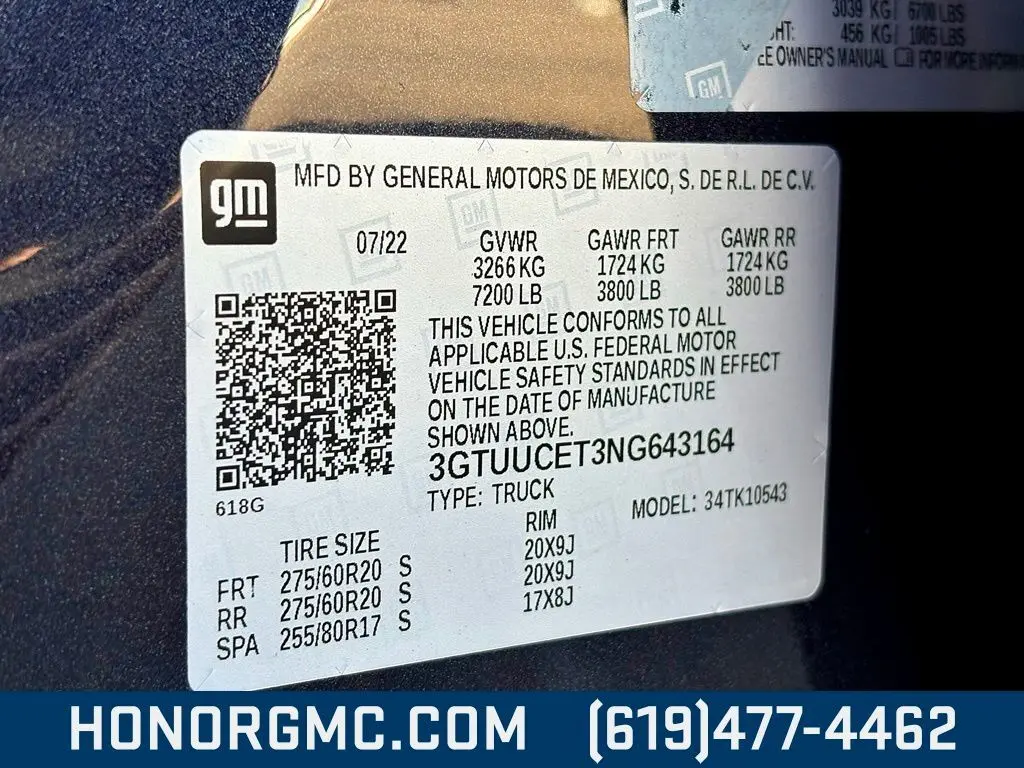 3039 KG / 6700 LBS
456 KG / 1005 LBS
OWNER'S MANUAL FOR MORE
GM
gm
MFD BY GENERAL MOTORS DE MEXICO, S. DE R.L. DE C.V.
07/22 GVWR GAWR FRT GAWR RR
3266 KG 1724 KG 1724 KG
7200 LB 3800 LB 3800 LB
THIS VEHICLE CONFORMS TO ALL
APPLICABLE U.S. FEDERAL MOTOR
VEHICLE SAFETY STANDARDS IN EFFECT
ON THE DATE OF MANUFACTURE
SHOWN ABOVE.
3GTUUCET3NG643164
618G
TYPE: TRUCK MODEL: 34TK10543
TIRE SIZE RIM
FRT 275/60R20 S 20X9J
RR 275/60R20 S 20X9J
SPA 255/80R17 S 17X8J
HONORGMC.COM (619)477-4462